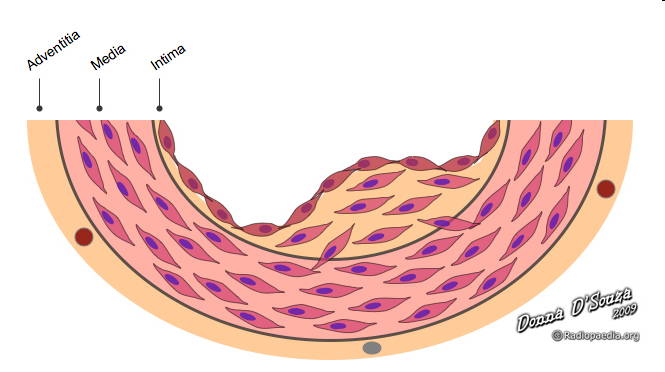 Adventitia
Media
Intima
Donna D'Souza
2009
© Radiopaedia.org